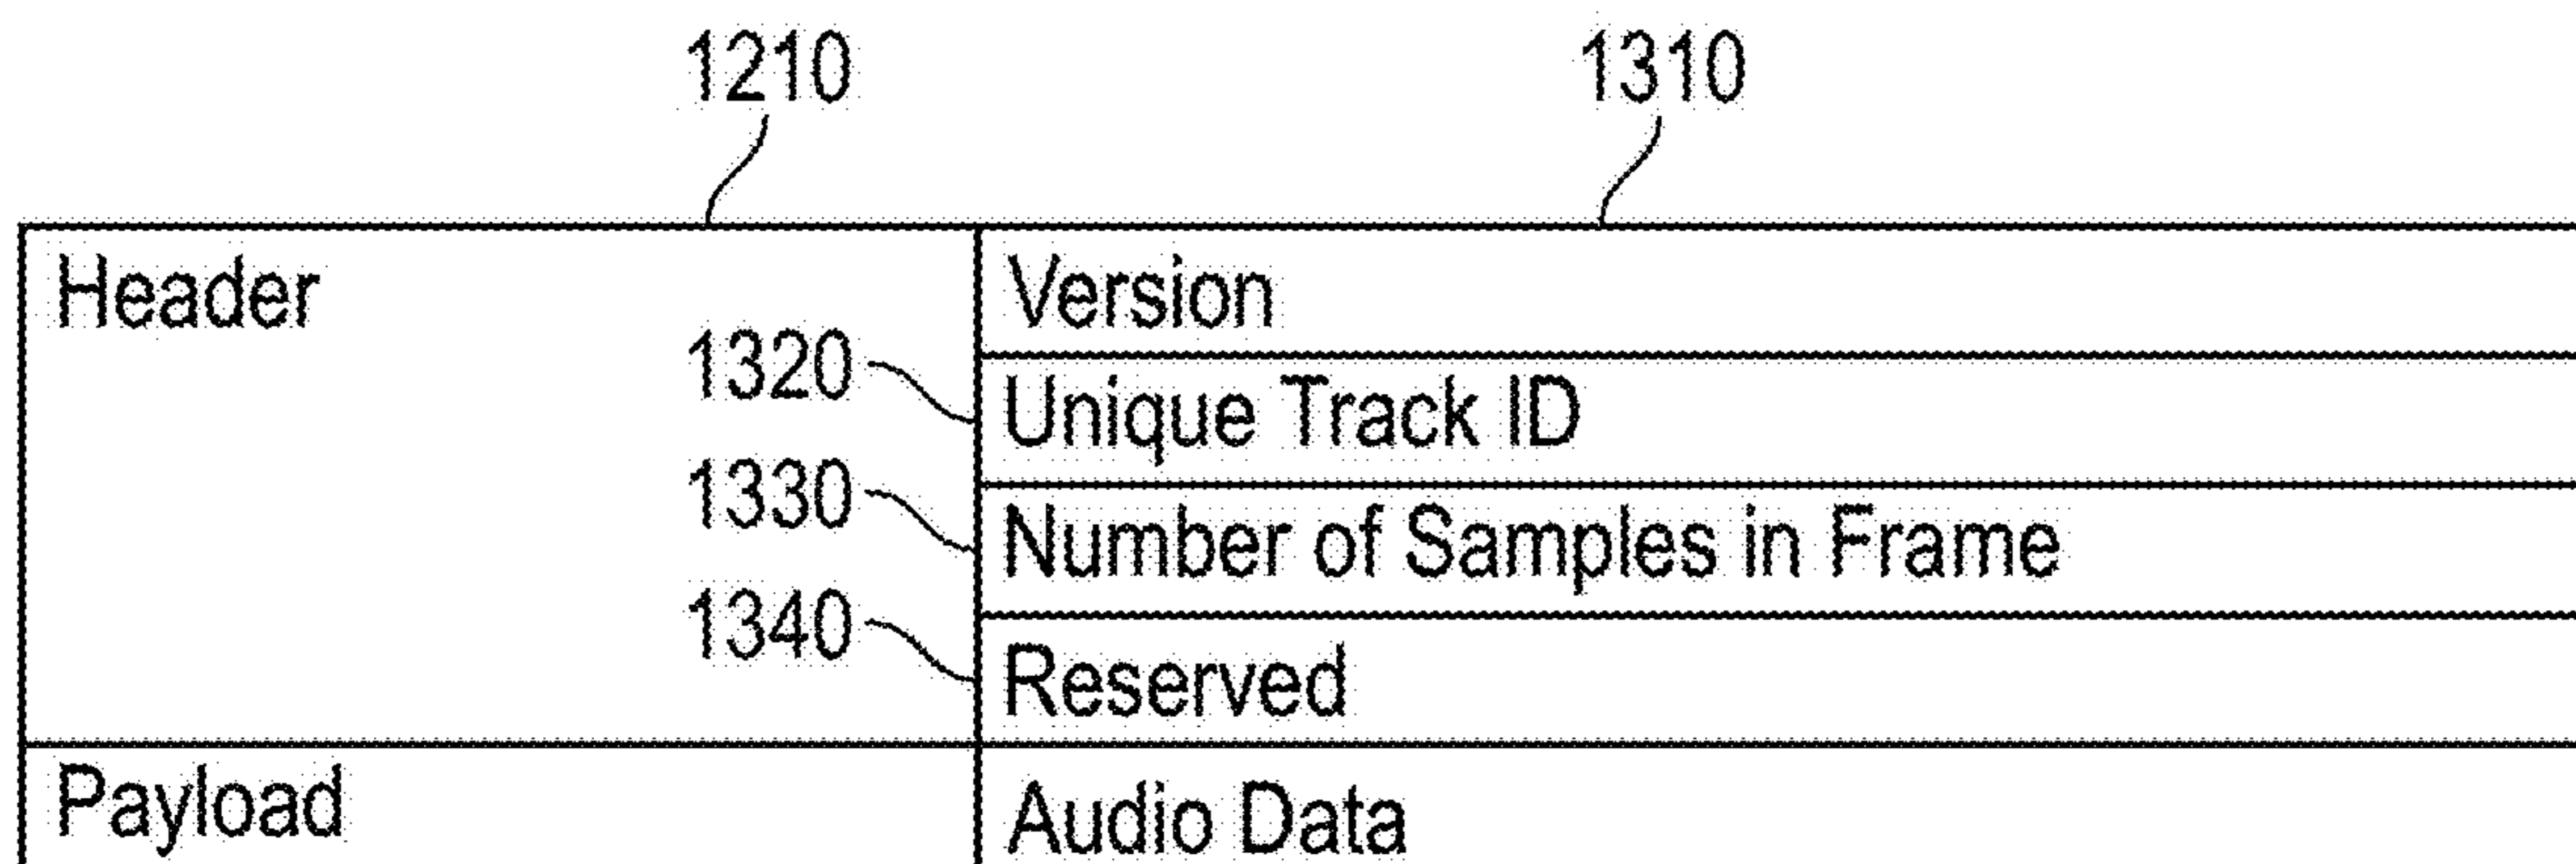 1210 1310
Header Version
1320 Unique Track ID
1330 Number of Samples in Frame
1340 Reserved
Payload Audio Data